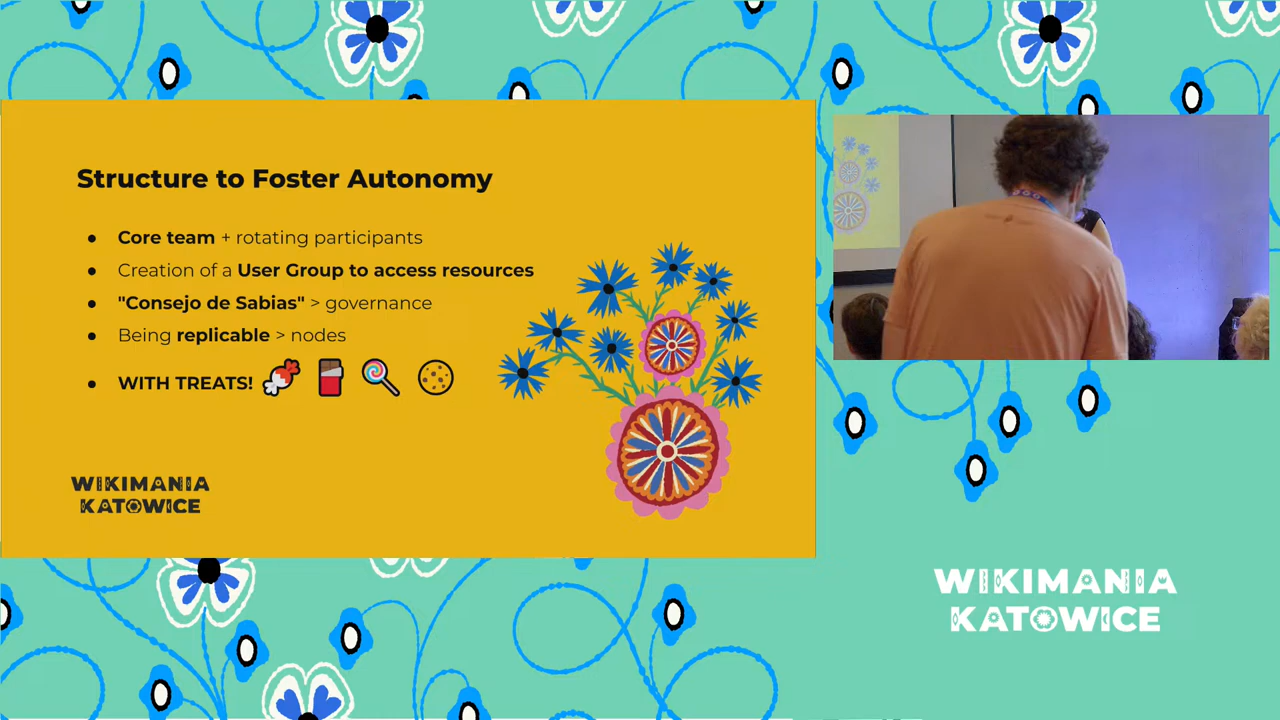 Structure to Foster Autonomy
● Core team + rotating participants
● Creation of a User Group to access resources
● "Consejo de Sabias" > governance
● Being replicable > nodes
● WITH TREATS!
WIKIMANIA
KATOWICE
WIKIMANIA
KATOWICE